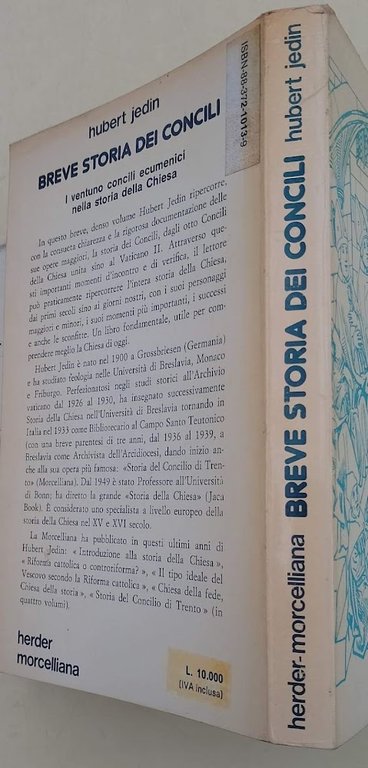 hubert jedin
BREVE STORIA DEI CONCILI
I ventuno concili ecumenici
nella storia della Chiesa
In questo breve, denso volume Hubert Jedin ripercorre,
con la consueta chiarezza e la rigorosa documentazione delle
sue opere maggiori, la storia dei Concili, dagli otto Concili
della Chiesa unita sino al Vaticano II. Attraverso que-
sti importanti momenti d'incontro e di verifica, il lettore
può praticamente ripercorrere l'intera storia della Chiesa,
dai primi secoli sino ai giorni nostri, con i suoi personaggi
maggiori e minori, i suoi momenti più importanti, i successi
e anche le sconfitte. Un libro fondamentale, utile per com-
prendere meglio la Chiesa di oggi.
Hubert Jedin è nato nel 1900 a Grossbriesen (Germania)
e ha studiato teologia nelle Università di Breslavia, Monaco
e Friburgo. Perfezionatosi negli studi storici all'Archivio
vaticano dal 1926 al 1930, ha insegnato successivamente
Storia della Chiesa nell'Università di Breslavia tornando in
Italia nel 1933 come Bibliotecario al Campo Santo Teutonico
(con una breve parentesi di tre anni, dal 1936 al 1939, a
Breslavia come Archivista dell'Arcidiocesi, dando inizio an-
che alla sua opera più famosa: «Storia del Concilio di Tren-
to» (Morcelliana). Dal 1949 è stato Professore all'Università
di Bonn; ha diretto la grande «Storia della Chiesa» (Jaca
Book). È considerato uno specialista a livello europeo della
storia della Chiesa nel XV e XVI secolo.
La Morcelliana ha pubblicato in questi ultimi anni di
Hubert Jedin: «Introduzione alla storia della Chiesa»,
«Riforma cattolica o controriforma?», «Il tipo ideale del
Vescovo secondo la Riforma cattolica», «Chiesa della fede,
Chiesa della storia», «Storia del Concilio di Trento» (in
quattro volumi).
herder
morcelliana
L. 10.000
(IVA inclusa)
ISBN-88-372-1013-9
herder-morcelliana BREVE STORIA DEI CONCILI hubert jedin